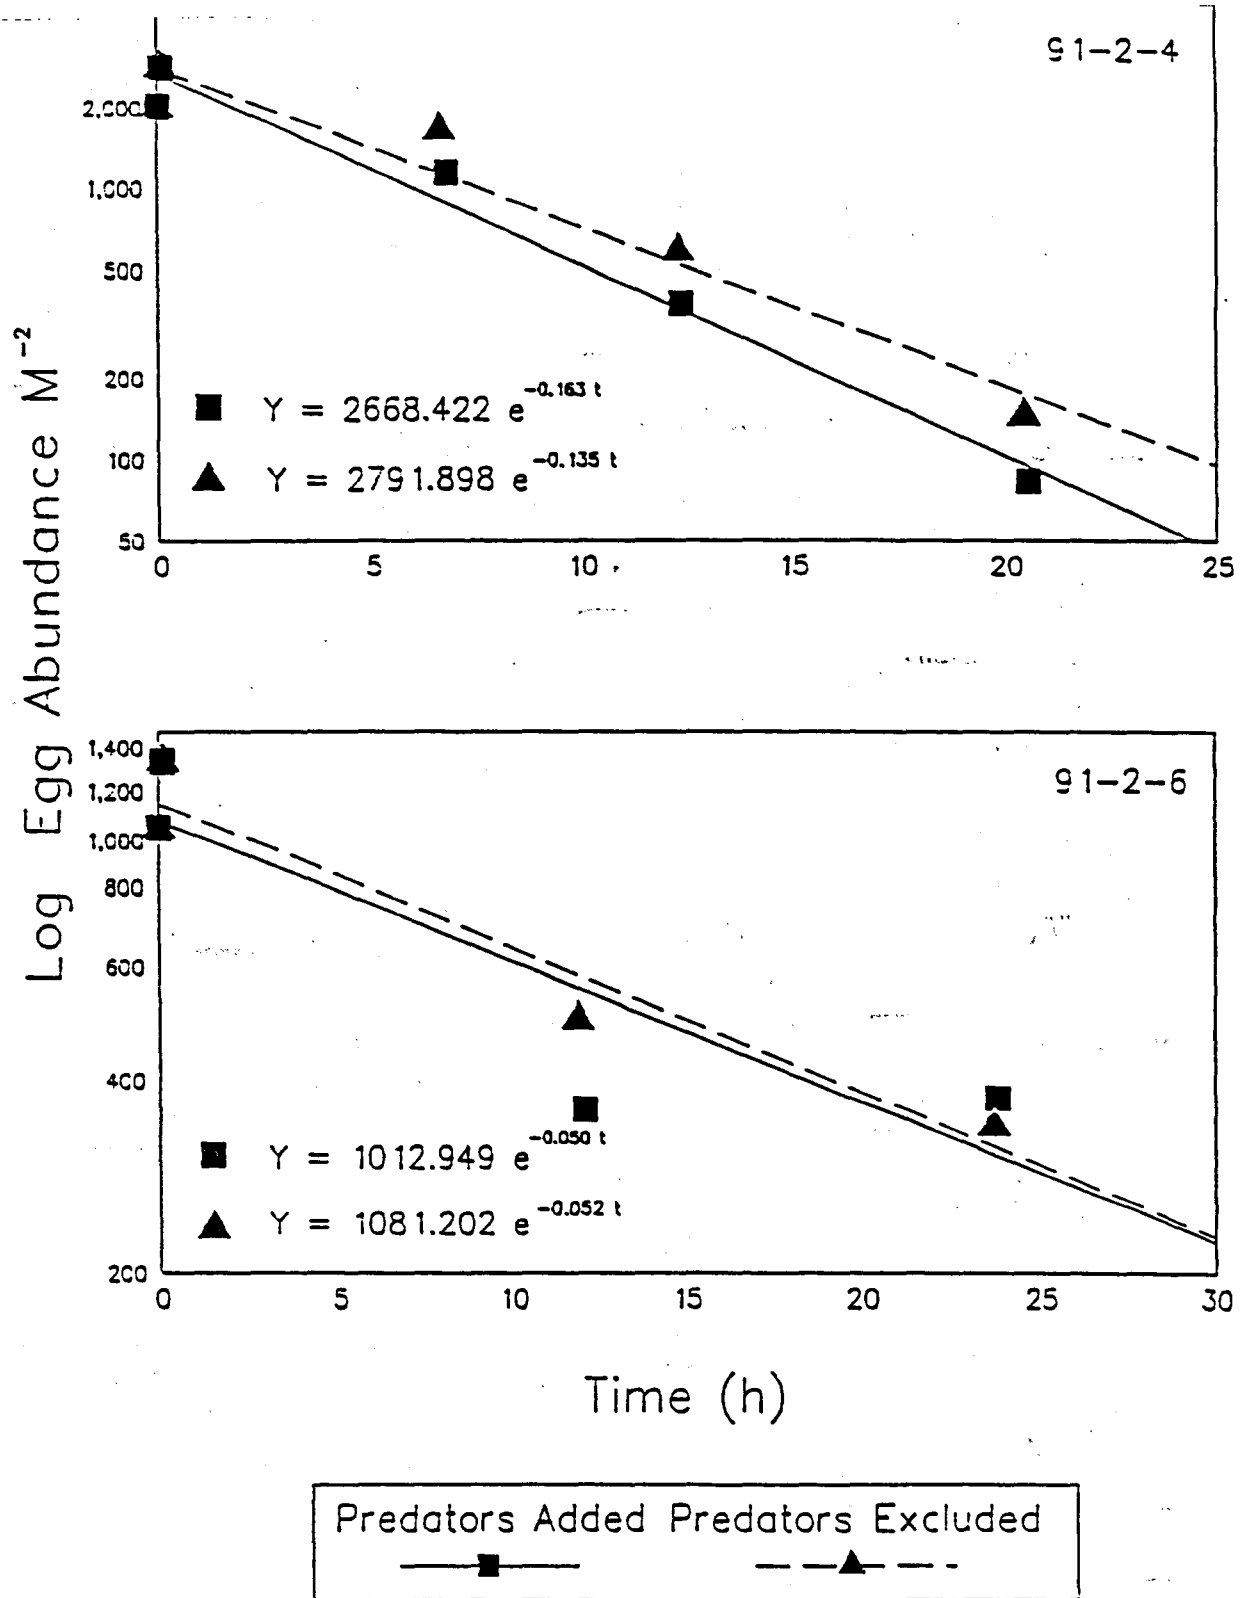 91-2-4
2,000
1,000
500
200
100
50
Y = 2668.422 e^-0.163 t
Y = 2791.898 e^-0.135 t
0 5 10 15 20 25
Log Egg Abundance M^-2
91-2-6
1,400
1,200
1,000
800
600
400
200
Y = 1012.949 e^-0.050 t
Y = 1081.202 e^-0.052 t
0 5 10 15 20 25 30
Time (h)
Predators Added Predators Excluded